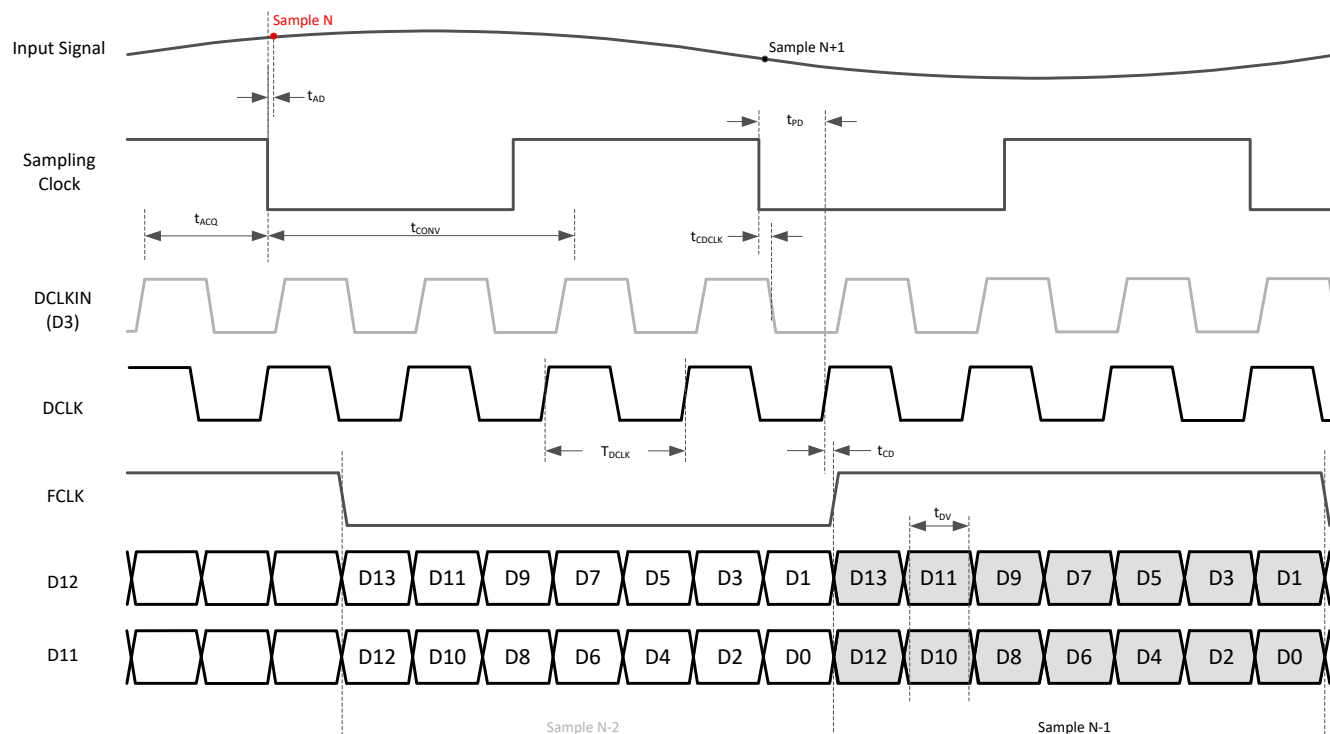 Sample N
Input Signal
Sample N+1
tAD
tPD
Sampling
Clock
tACQ
tCONV
tCDCLK
DCLKIN
(D3)
DCLK
TDCLK
tCD
FCLK
tDV
D12
D13 D11 D9 D7 D5 D3 D1 D13 D11 D9 D7 D5 D3 D1
D11
D12 D10 D8 D6 D4 D2 D0 D12 D10 D8 D6 D4 D2 D0
Sample N-2
Sample N-1